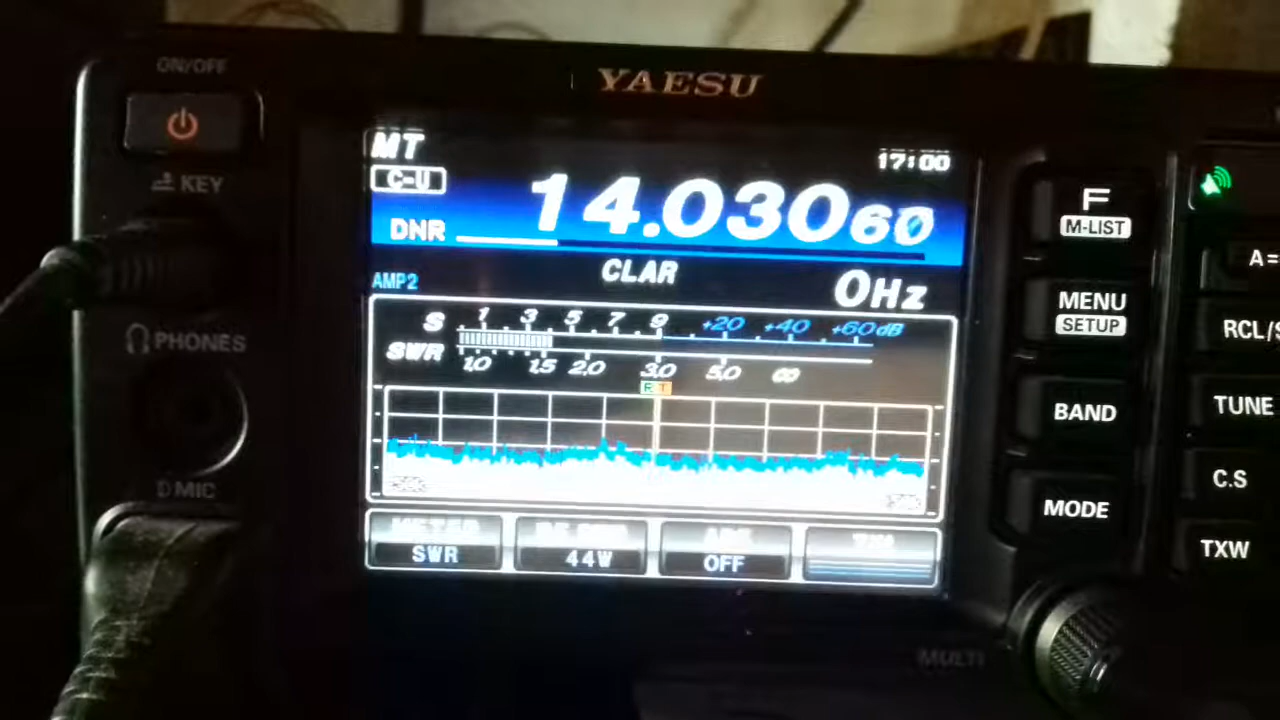 ON/OFF
YAESU
MT
17:00
C-U
14.030 60
KEY
DNR
F
M-LIST
A=
CLAR
AMP2
0Hz
MENU
SETUP
S 1 3 5 7 9 +20 +40 +60dB
RCL/S
PHONES
SWR 1.0 1.5 2.0 3.0 5.0 ∞
R T
BAND
TUNE
C.S
MIC
MODE
SWR
44W
OFF
TXW
MULTI